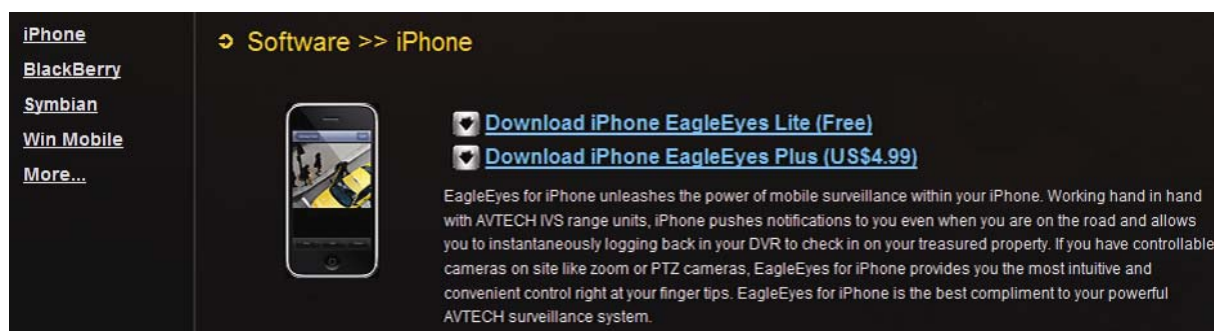 iPhone
BlackBerry
Symbian
Win Mobile
More...
Software >> iPhone
Download iPhone EagleEyes Lite (Free)
Download iPhone EagleEyes Plus (US$4.99)
EagleEyes for iPhone unleashes the power of mobile surveillance within your iPhone. Working hand in hand
with AVTECH IVS range units, iPhone pushes notifications to you even when you are on the road and allows
you to instantaneously logging back in your DVR to check in on your treasured property. If you have controllable
cameras on site like zoom or PTZ cameras, EagleEyes for iPhone provides you the most intuitive and
convenient control right at your finger tips. EagleEyes for iPhone is the best compliment to your powerful
AVTECH surveillance system.